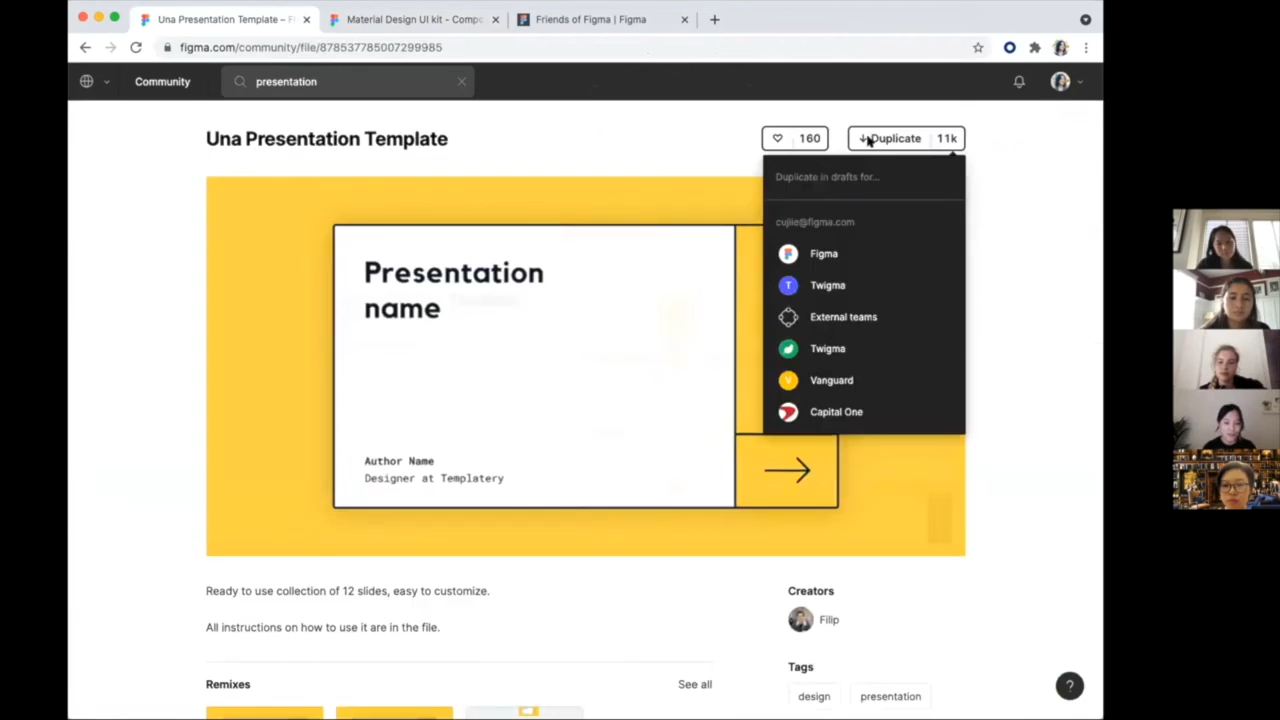 Una Presentation Template – F
Material Design UI kit - Compo
Friends of Figma | Figma
figma.com/community/file/878537785007299985
Community
presentation
Una Presentation Template
160
Duplicate
11k
Duplicate in drafts for...
cujiie@figma.com
Figma
T
Twigma
External teams
Twigma
V
Vanguard
Capital One
Presentation
name
Author Name
Designer at Templatery
Ready to use collection of 12 slides, easy to customize.
All instructions on how to use it are in the file.
Creators
Filip
Tags
design
presentation
Remixes
See all
?